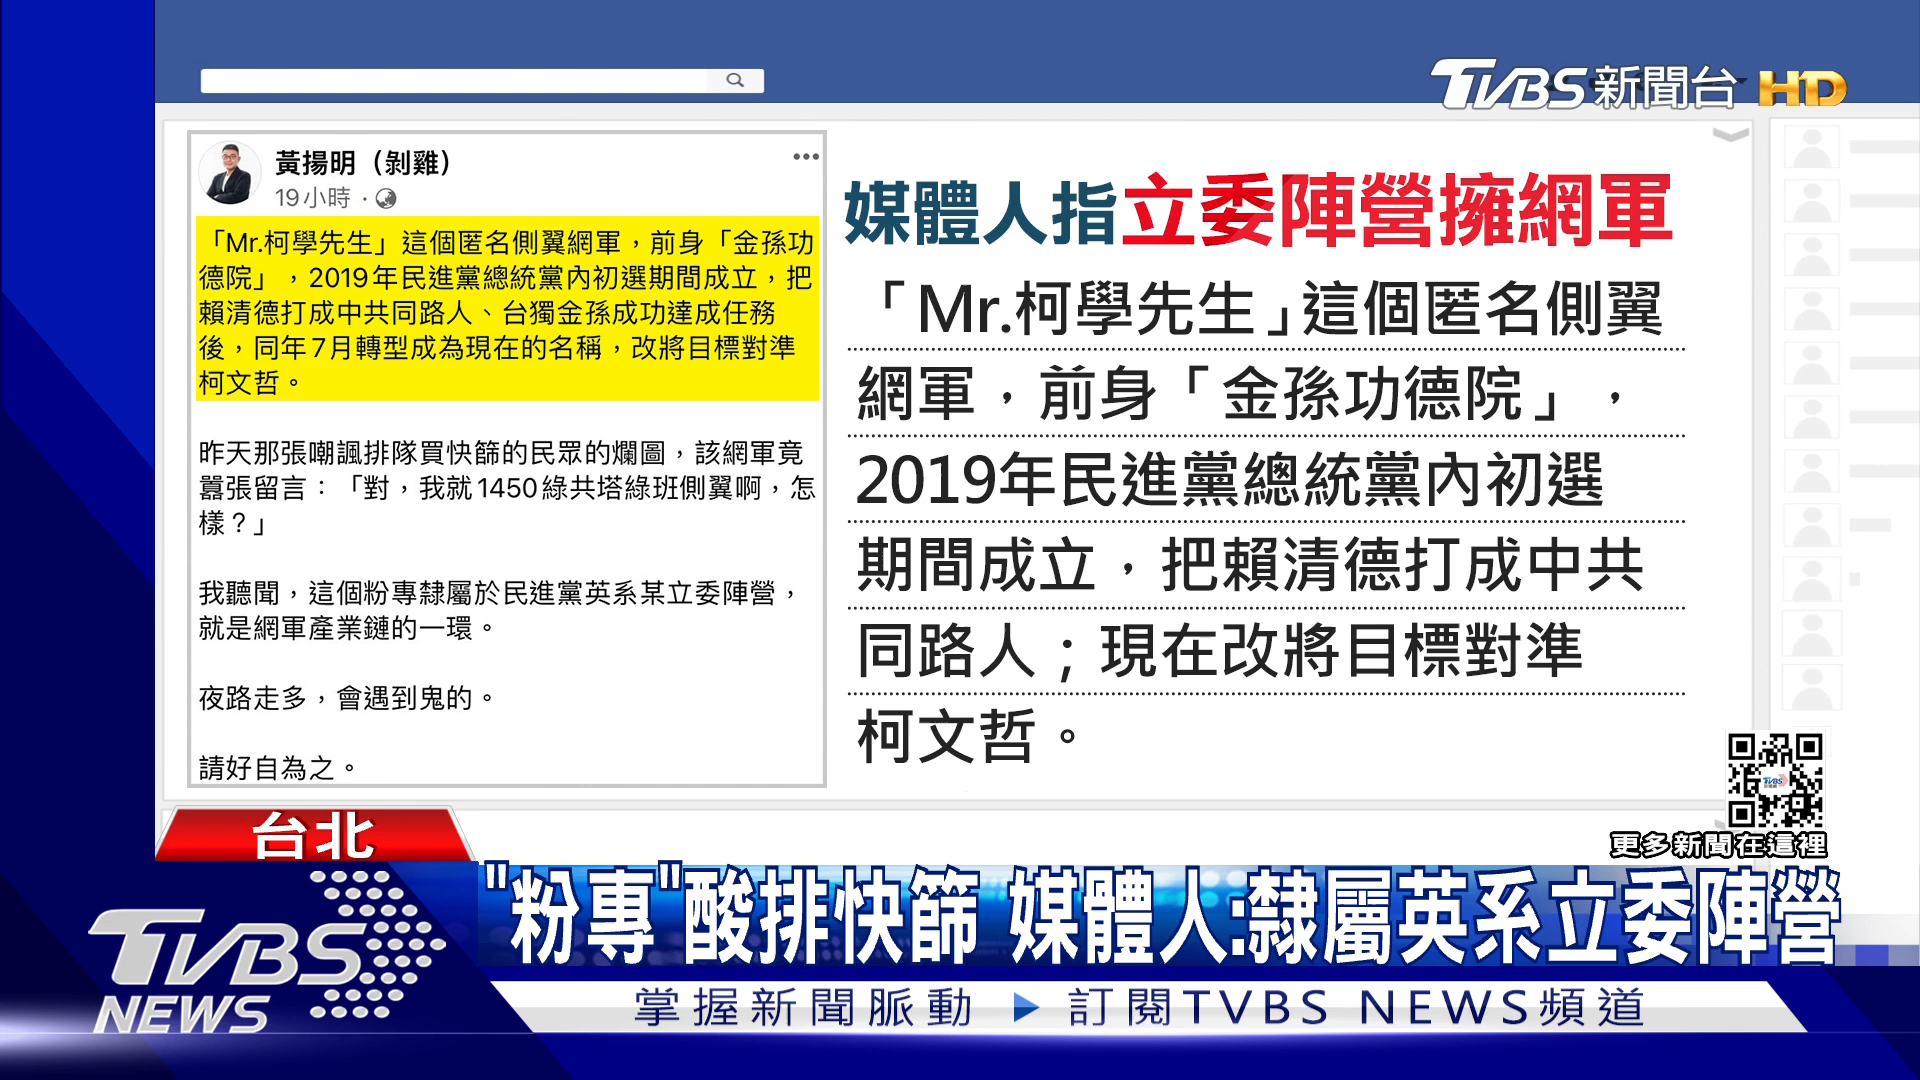 TVBS新聞台 HD
黃揚明（剝雞）
19小時
「Mr.柯學先生」這個匿名側翼網軍，前身「金孫功
德院」，2019年民進黨總統黨內初選期間成立，把
賴清德打成中共同路人、台獨金孫成功達成任務
後，同年7月轉型成為現在的名稱，改將目標對準
柯文哲。
昨天那張嘲諷排隊買快篩的民眾的爛圖，該網軍竟
囂張留言：「對，我就1450綠共塔綠班側翼啊，怎
樣？」
我聽聞，這個粉專隸屬於民進黨英系某立委陣營，
就是網軍產業鏈的一環。
夜路走多，會遇到鬼的。
請好自為之。
媒體人指立委陣營擁網軍
「Mr.柯學先生」這個匿名側翼
網軍，前身「金孫功德院」，
2019年民進黨總統黨內初選
期間成立，把賴清德打成中共
同路人；現在改將目標對準
柯文哲。
TVBS
更多新聞在這裡
台北
"粉專"酸排快篩 媒體人:隸屬英系立委陣營
TVBS
NEWS
掌握新聞脈動 ▶ 訂閱TVBS NEWS頻道